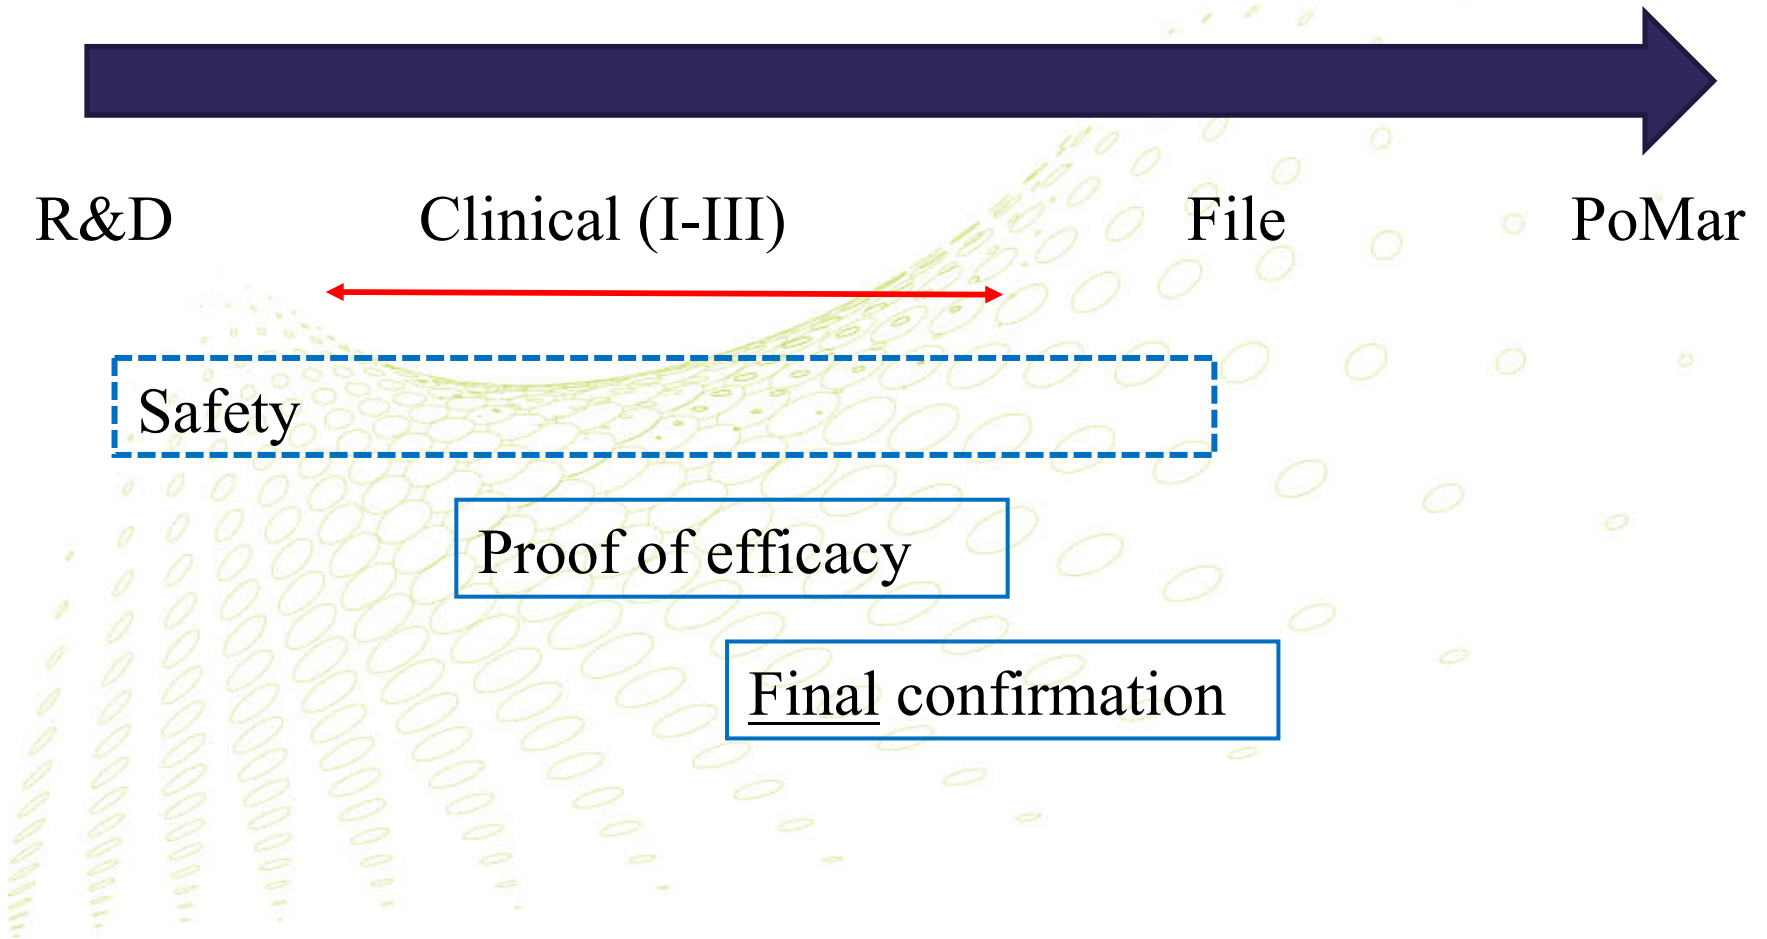 R&D Clinical (I-III) File PoMar
Safety
Proof of efficacy
Final confirmation